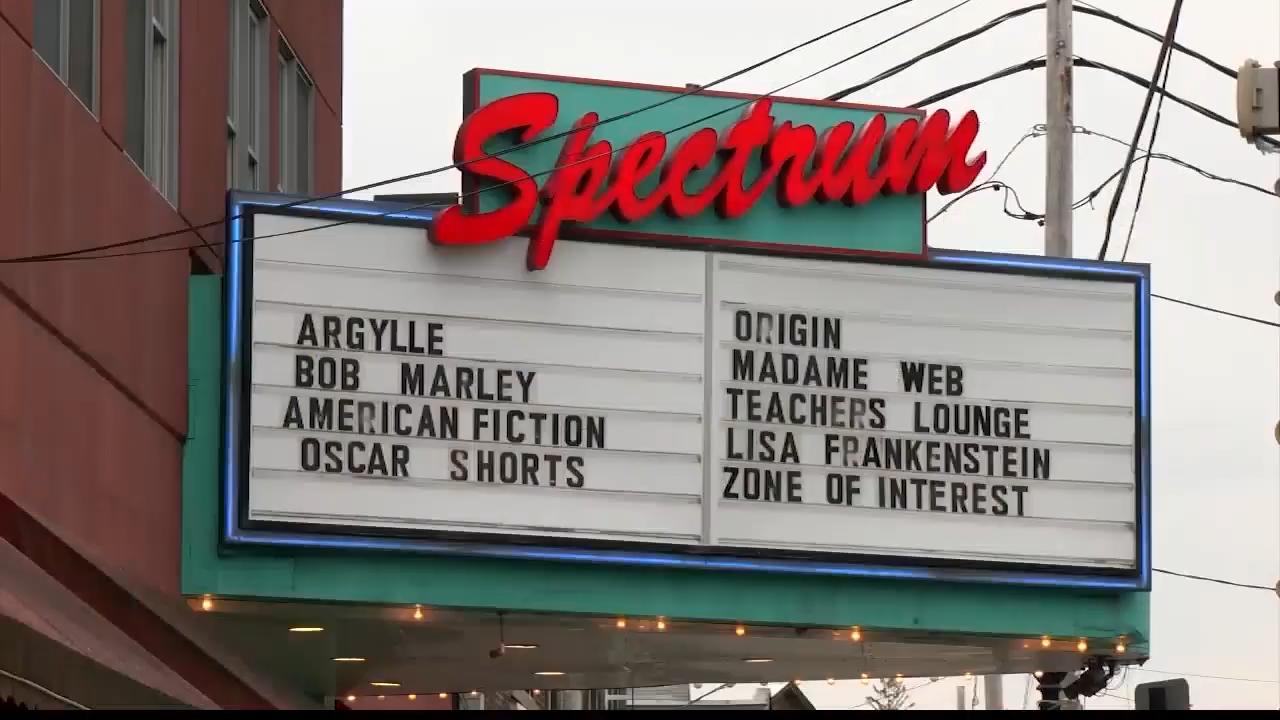 Spectrum
ARGYLLE
BOB MARLEY
AMERICAN FICTION
OSCAR SHORTS
ORIGIN
MADAME WEB
TEACHERS LOUNGE
LISA FRANKENSTEIN
ZONE OF INTEREST